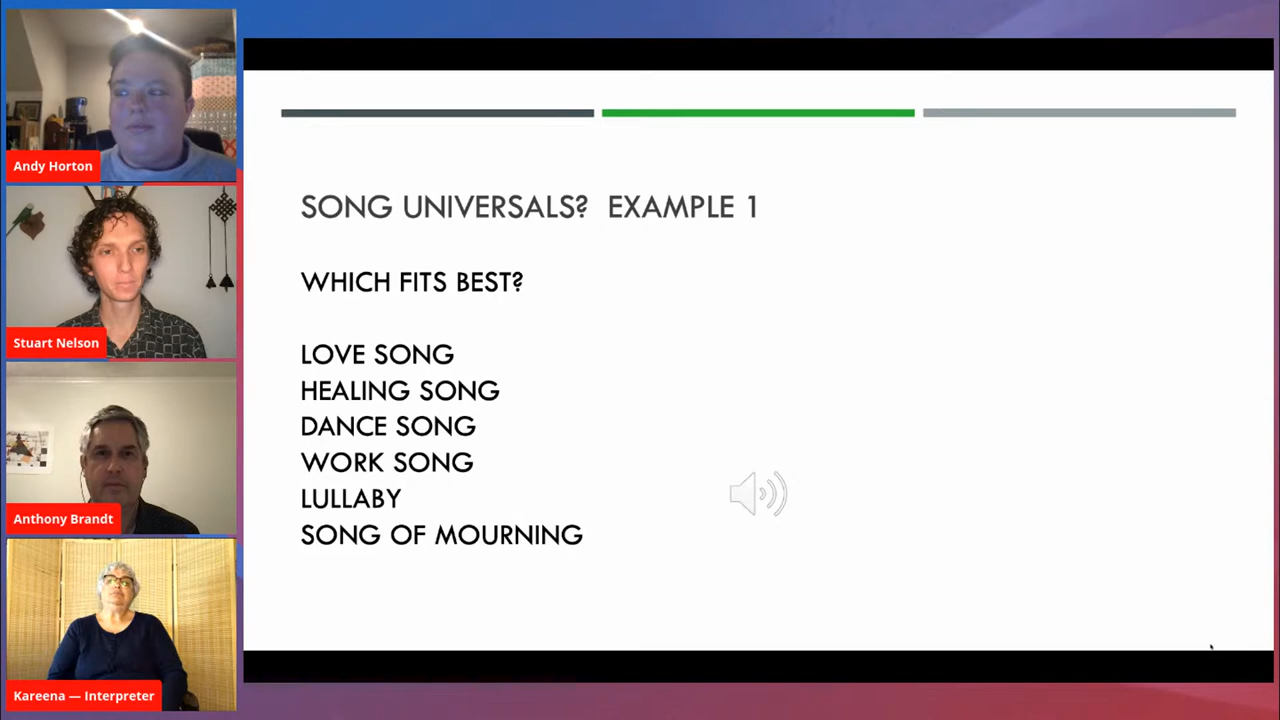 Andy Horton
Stuart Nelson
Anthony Brandt
Kareena — Interpreter
SONG UNIVERSALS? EXAMPLE 1
WHICH FITS BEST?
LOVE SONG
HEALING SONG
DANCE SONG
WORK SONG
LULLABY
SONG OF MOURNING